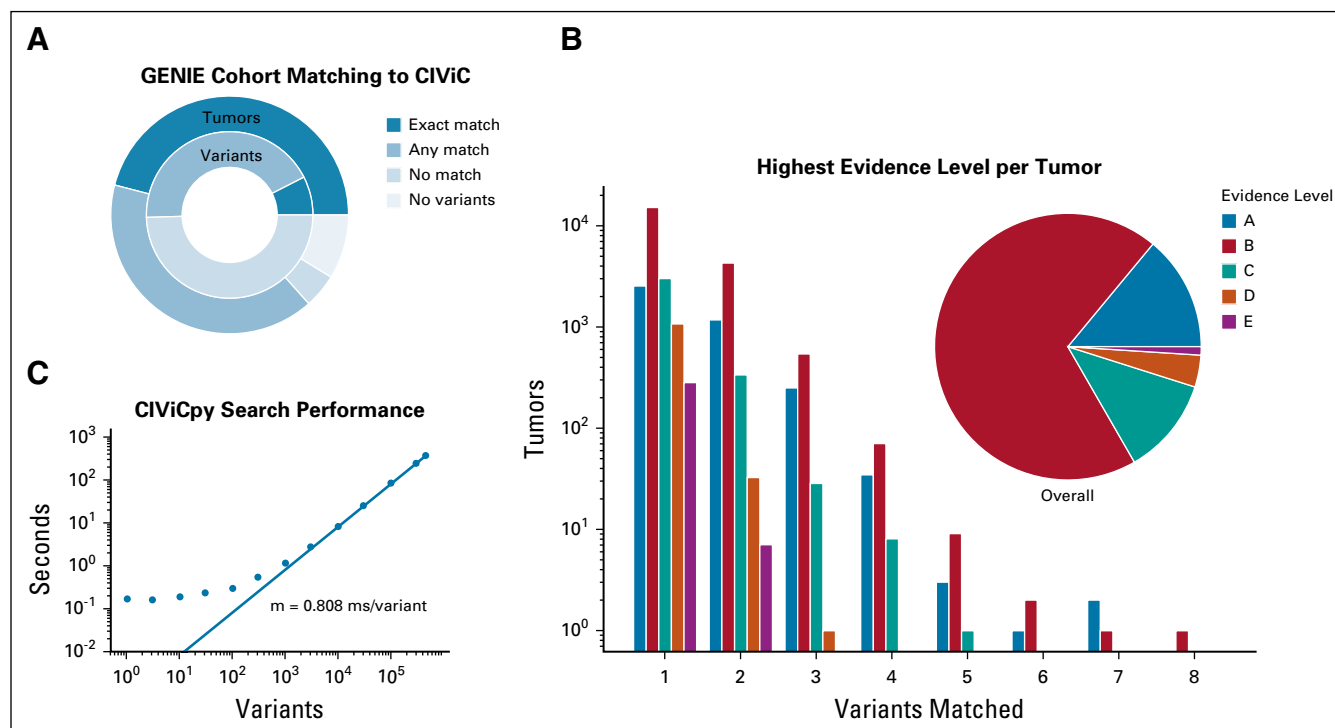 A
GENIE Cohort Matching to CIViC
Tumors
Variants
Exact match
Any match
No match
No variants
B
Highest Evidence Level per Tumor
Evidence Level
A
B
C
D
E
Overall
Tumors
10^4
10^3
10^2
10^1
10^0
1 2 3 4 5 6 7 8
Variants Matched
C
CIViCpy Search Performance
Seconds
10^3
10^2
10^1
10^0
10^-1
10^-2
m = 0.808 ms/variant
10^0 10^1 10^2 10^3 10^4 10^5
Variants